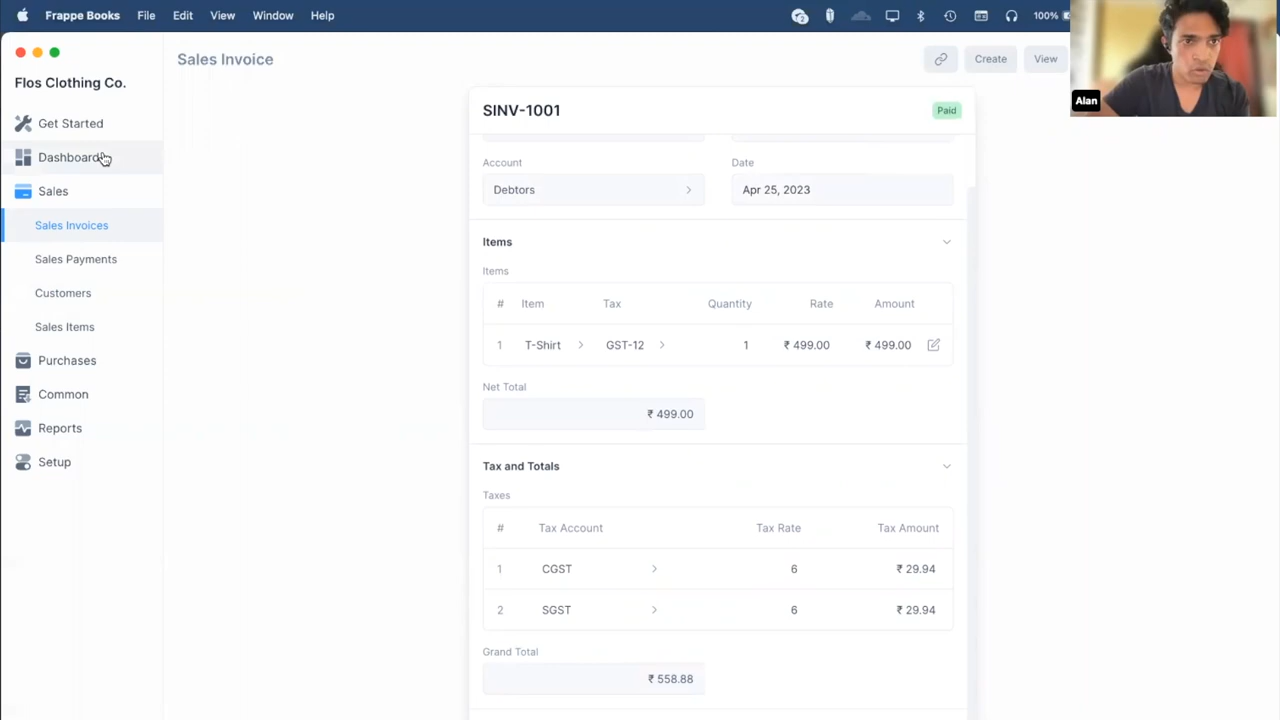 Frappe Books File Edit View Window Help 100%
Flos Clothing Co.
Get Started
Dashboard
Sales
Sales Invoices
Sales Payments
Customers
Sales Items
Purchases
Common
Reports
Setup
Sales Invoice
Create
View
Alan
SINV-1001
Paid
Account Date
Debtors Apr 25, 2023
Items
Items
# Item Tax Quantity Rate Amount
1 T-Shirt GST-12 1 ₹ 499.00 ₹ 499.00
Net Total
₹ 499.00
Tax and Totals
Taxes
# Tax Account Tax Rate Tax Amount
1 CGST 6 ₹ 29.94
2 SGST 6 ₹ 29.94
Grand Total
₹ 558.88